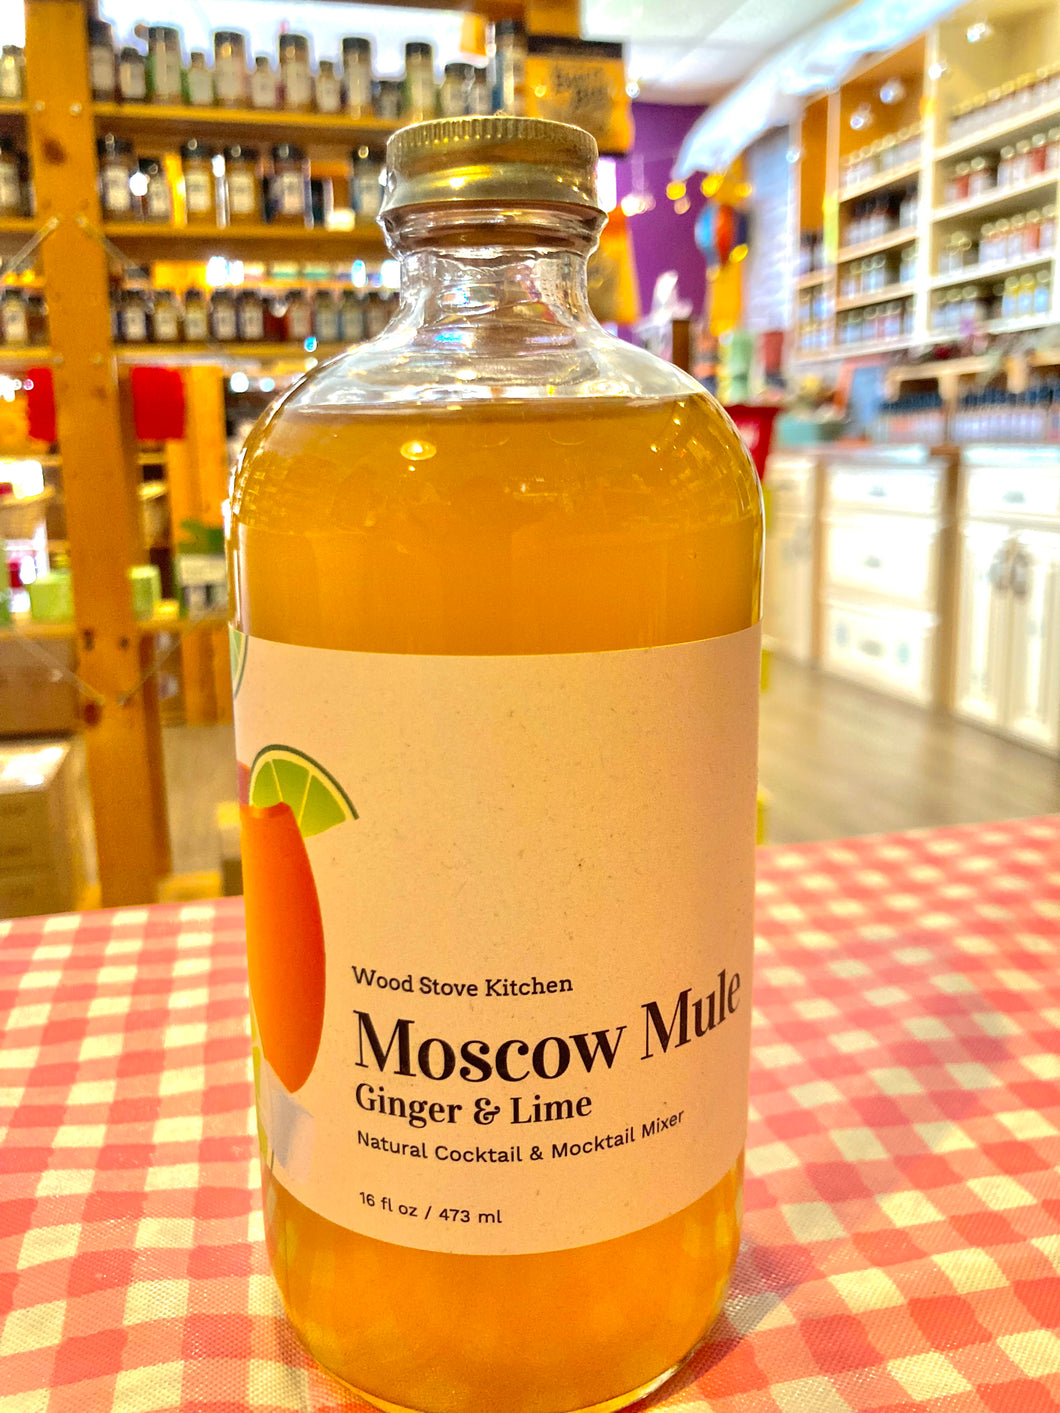 Wood Stove Kitchen
Moscow Mule
Ginger & Lime
Natural Cocktail & Mocktail Mixer
16 fl oz / 473 ml